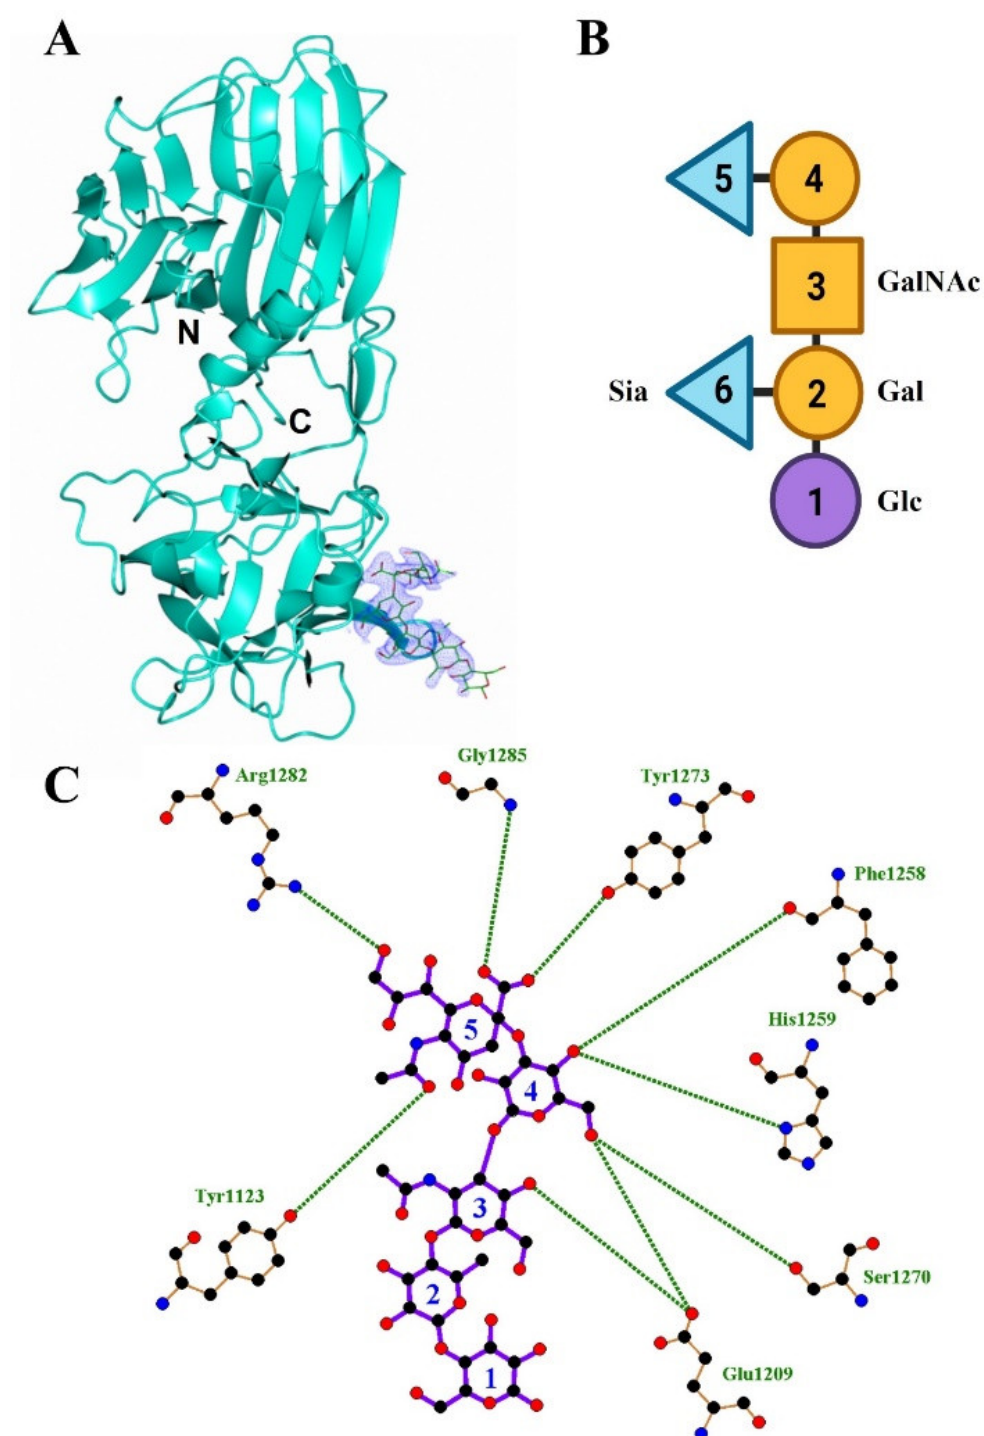 A
B
N
C
5
4
3
GalNAc
Sia
6
2
Gal
1
Glc
C
Arg1282
Gly1285
Tyr1273
Phe1258
His1259
5
4
Tyr1123
3
Ser1270
2
Glu1209
1